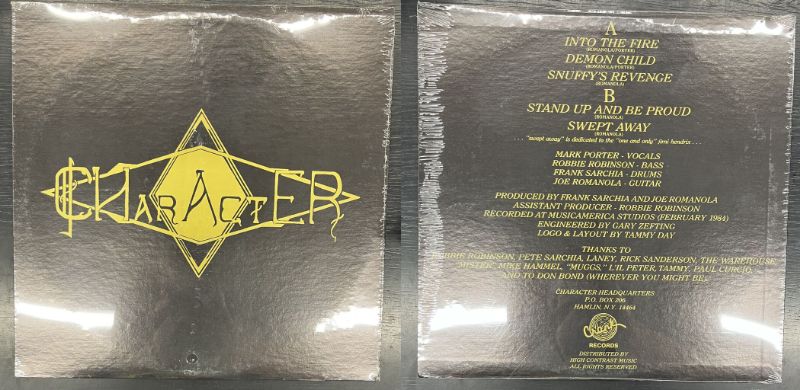 CHARACTER
A
INTO THE FIRE
(ROMANOLA/PORTER)
DEMON CHILD
(ROMANOLA/PORTER)
SNUFFY'S REVENGE
(ROMANOLA)
B
STAND UP AND BE PROUD
(ROMANOLA)
SWEPT AWAY
(ROMANOLA)
. . . "swept away" is dedicated to the "one and only" jimi hendrix . . .
MARK PORTER - VOCALS
ROBBIE ROBINSON - BASS
FRANK SARCHIA - DRUMS
JOE ROMANOLA - GUITAR
PRODUCED BY FRANK SARCHIA AND JOE ROMANOLA
ASSISTANT PRODUCER - ROBBIE ROBINSON
RECORDED AT MUSICAMERICA STUDIOS (FEBRUARY 1984)
ENGINEERED BY GARY ZEFTING
LOGO & LAYOUT BY TAMMY DAY
THANKS TO
ROBINSON, PETE SARCHIA, LANEY, RICK SANDERSON, THE WAREHOUSE,
"MISTER" MIKE HAMMEL, "MUGGS," L'IL PETER, TAMMY, PAUL CURCIO,
AND TO DON BOND (WHEREVER YOU MIGHT BE).
CHARACTER HEADQUARTERS
P.O. BOX 206
HAMLIN, N.Y. 14464
RECORDS
DISTRIBUTED BY
HIGH CONTRAST MUSIC
ALL RIGHTS RESERVED